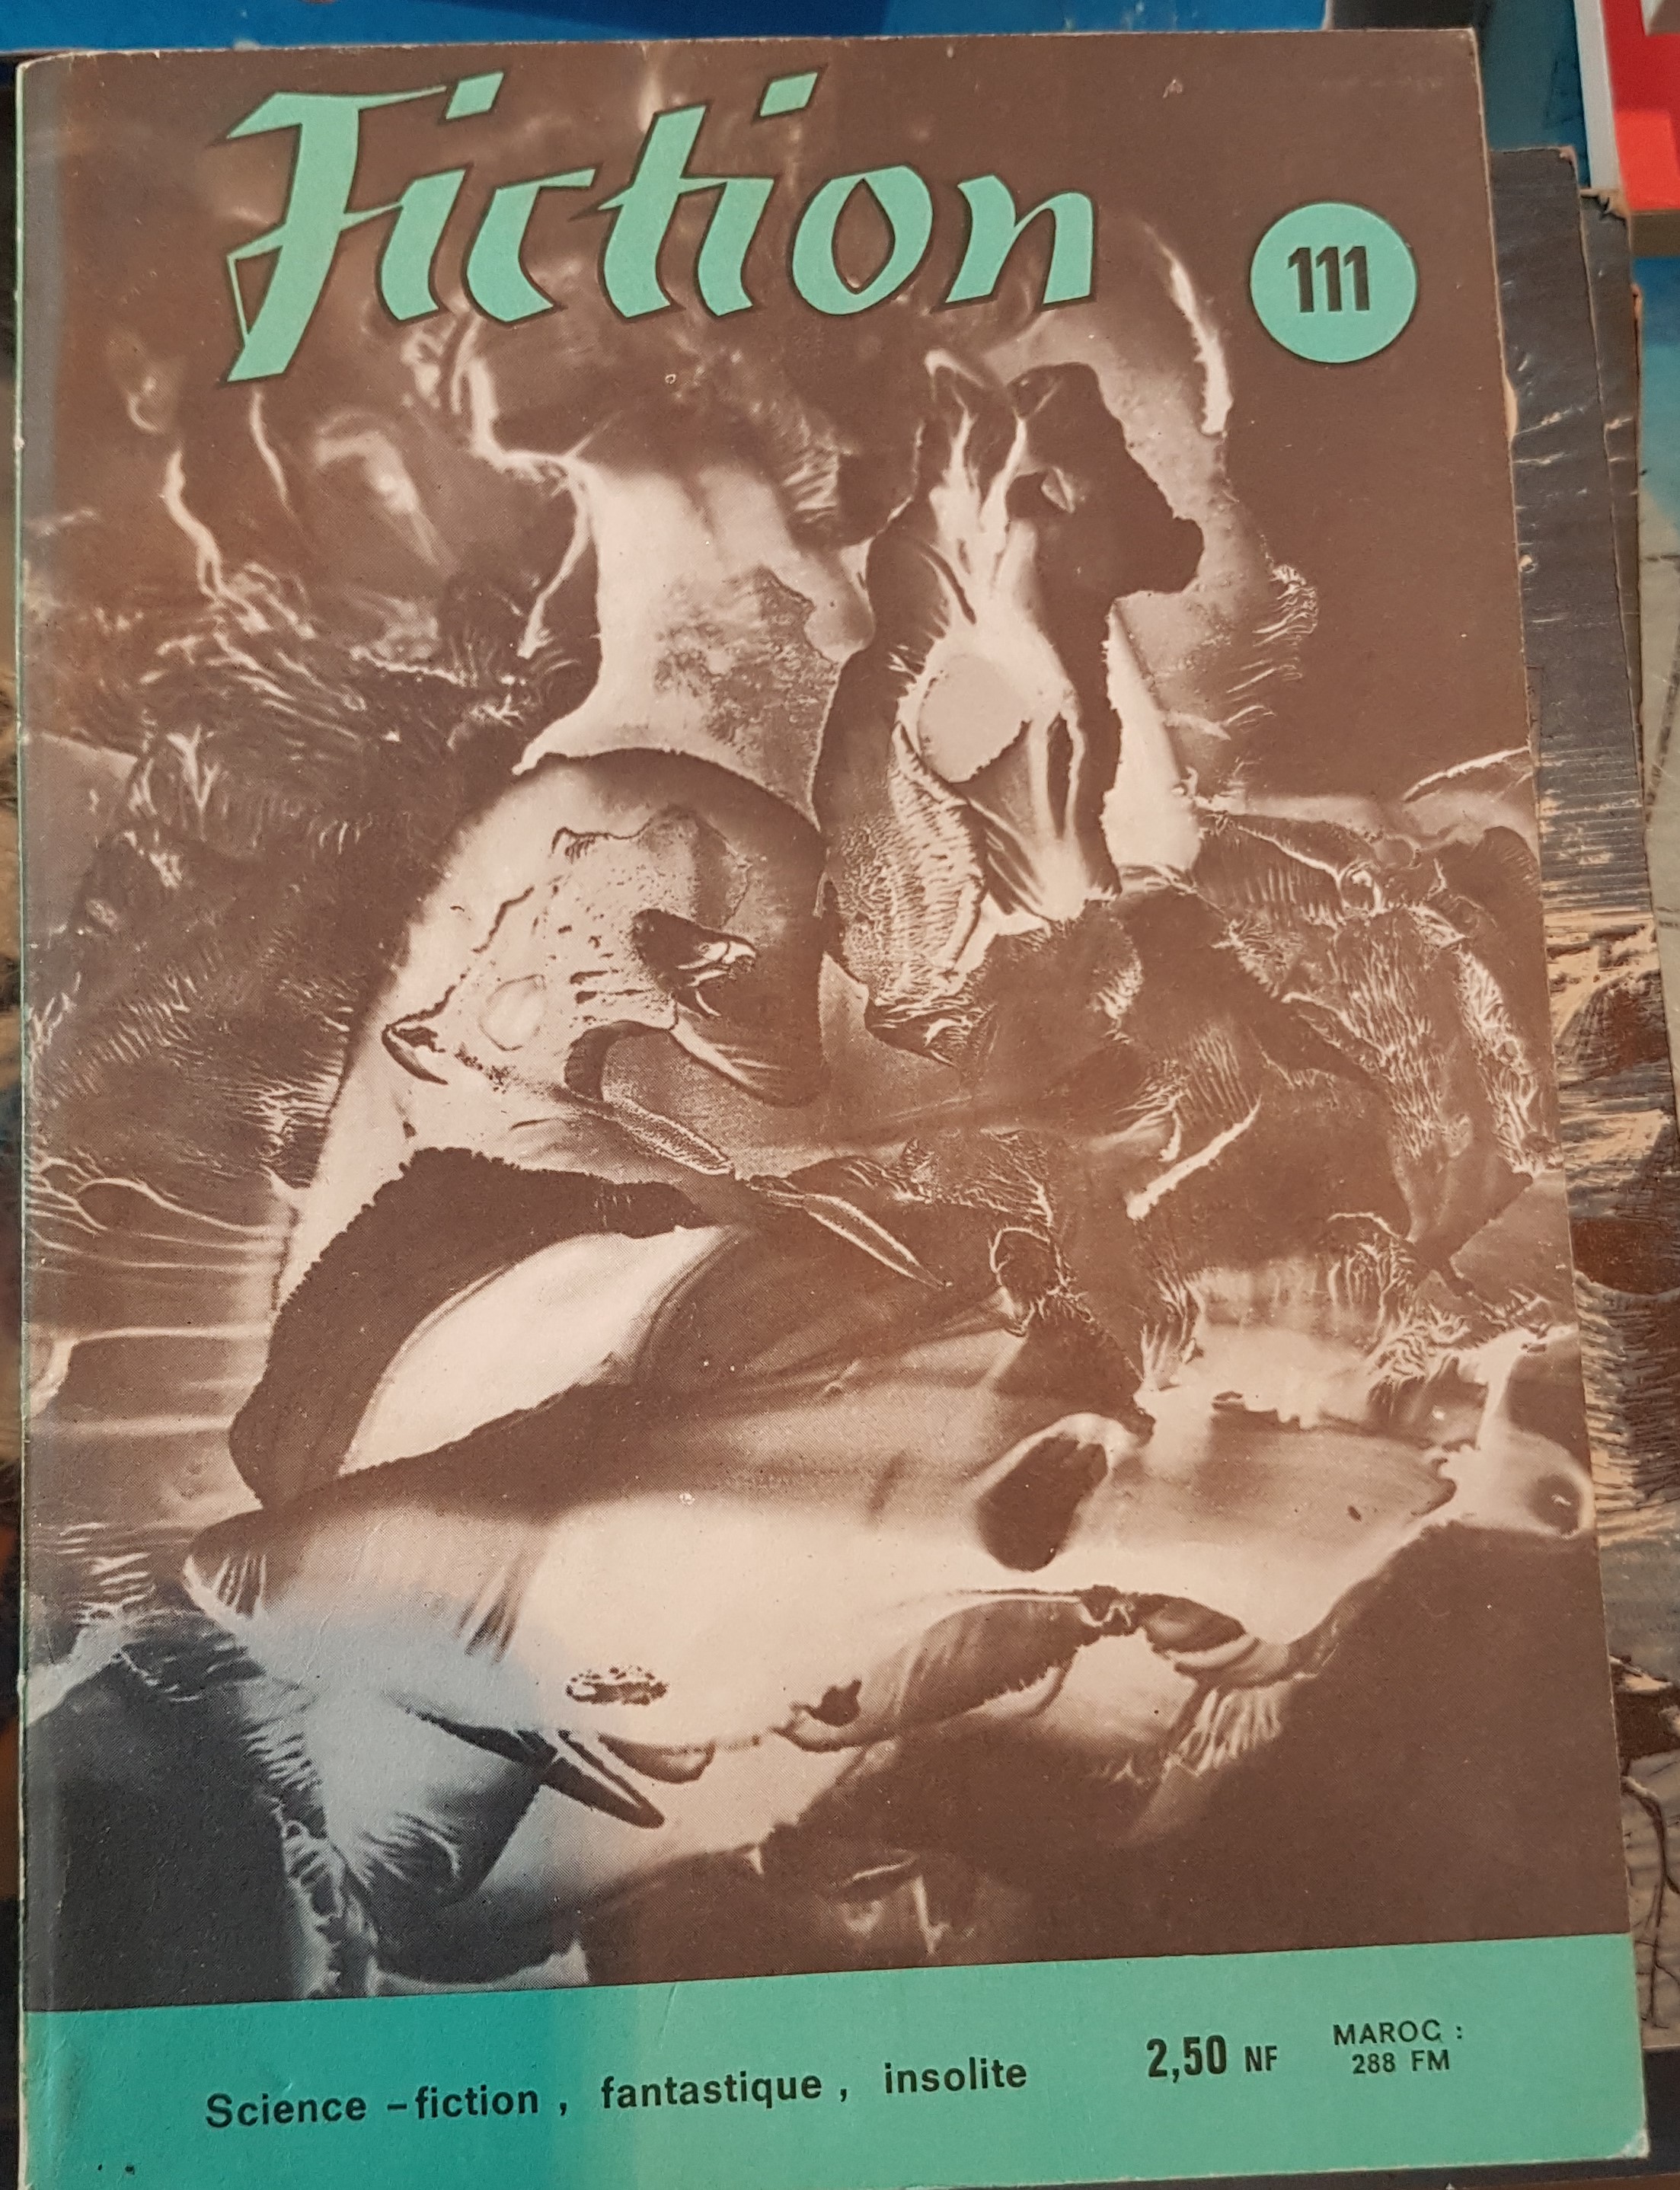 Fiction
111
Science - fiction , fantastique , insolite
2,50 NF
MAROC :
288 FM